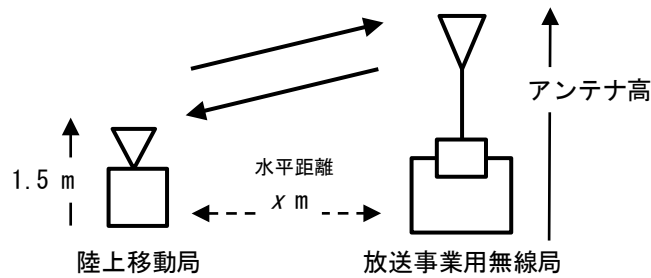 アンテナ高
1.5 m
水平距離
x m
陸上移動局
放送事業用無線局